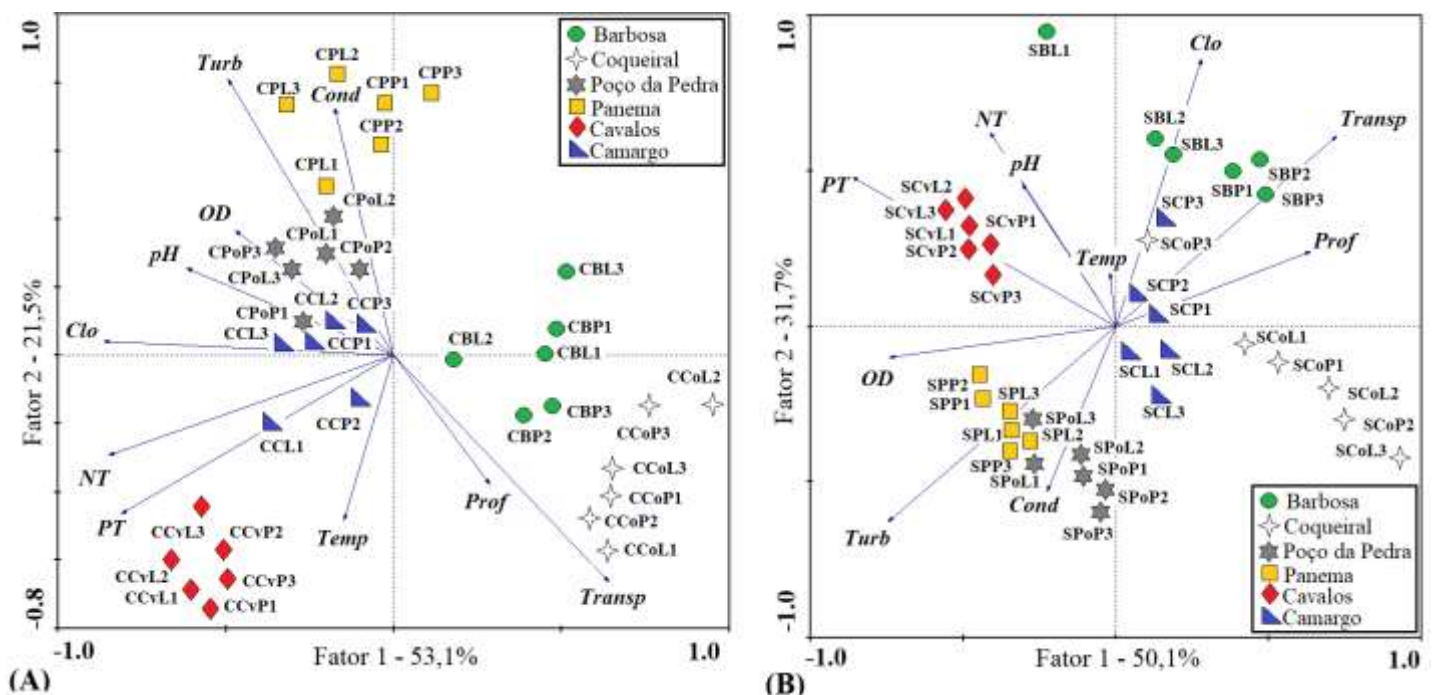 1.0
Turb
CPL2
CPL3
CPP1
CPP3
Cond
CPP2
CPL1
CPoL2
OD
CPoL1
CPoP3
CPoP2
pH
CPoL3
CCL2
CCP3
CPoP1
Clo
CCL3
CCP1
CBL3
CBP1
CBL2
CBL1
CCoL2
CCP2
CBP3
CBP2
CCoP3
CCL1
NT
CCoL3
PT
Prof
CCoP1
CCvL3
CCvP2
Temp
CCoP2
CCoL1
CCvL2
CCvP3
CCvL1
CCvP1
Transp
Barbosa
Coqueiral
Poço da Pedra
Panema
Cavalos
Camargo
Fator 2 - 21,5%
-0.8
-1.0
Fator 1 - 53,1%
1.0
(A)
1.0
SBL1
Clo
NT
SBL2
Transp
SBL3
pH
SBP2
PT
SBP1
SCvL2
SBP3
SCvL3
SCvP1
SCP3
SCvL1
SCoP3
Prof
SCvP2
Temp
SCvP3
SCP2
SCP1
SCoL1
SCoP1
OD
SCL1
SCL2
SCoL2
SPP2
SPL3
SPP1
SCL3
SCoP2
SPoL3
SPL1
SPL2
SPoL2
SCoL3
SPP3
SPoP1
SPoL1
Cond
SPoP2
Turb
SPoP3
Barbosa
Coqueiral
Poço da Pedra
Panema
Cavalos
Camargo
Fator 2 - 31,7%
-1.0
-1.0
Fator 1 - 50,1%
1.0
(B)